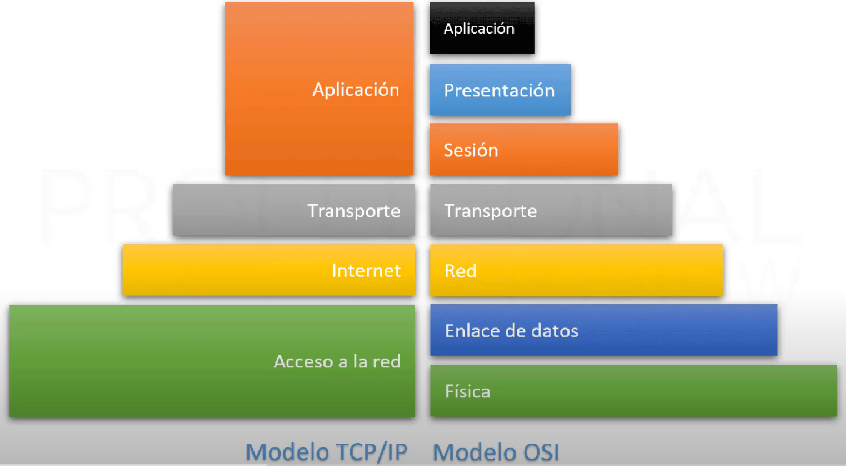 Aplicación
Aplicación
Presentación
Sesión
Transporte
Transporte
Internet
Red
Acceso a la red
Enlace de datos
Física
Modelo TCP/IP
Modelo OSI